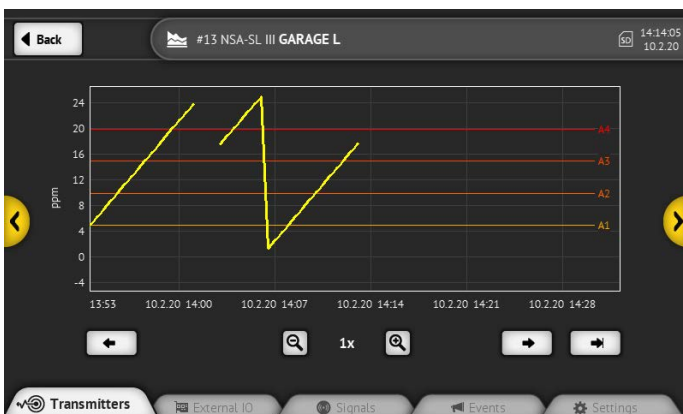 Back
#13 NSA-SL III GARAGE L
SD
14:14:05
10.2.20
24
20
16
12
8
4
0
-4
ppm
A4
A3
A2
A1
13:53 10.2.20 14:00 10.2.20 14:07 10.2.20 14:14 10.2.20 14:21 10.2.20 14:28
1x
Transmitters External IO Signals Events Settings